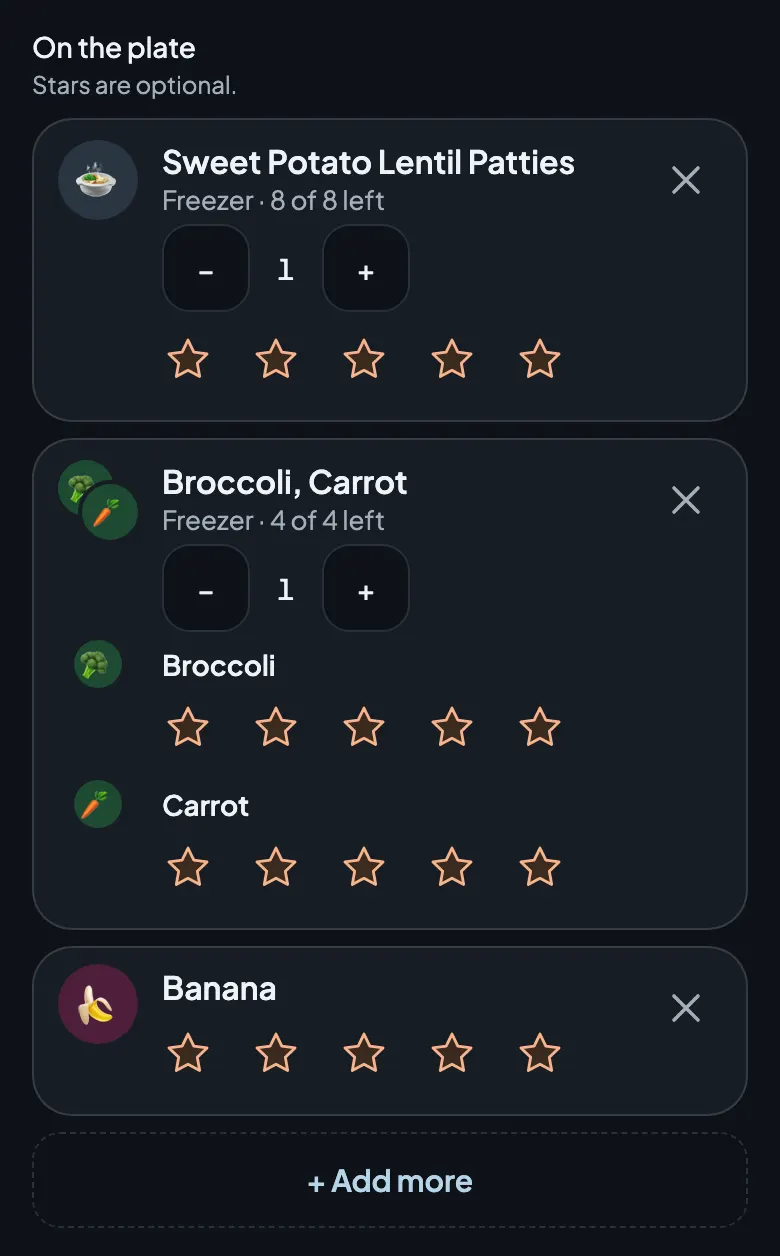 On the plate
Stars are optional.
Sweet Potato Lentil Patties
Freezer · 8 of 8 left
- 1 +
Broccoli, Carrot
Freezer · 4 of 4 left
- 1 +
Broccoli
Carrot
Banana
+ Add more